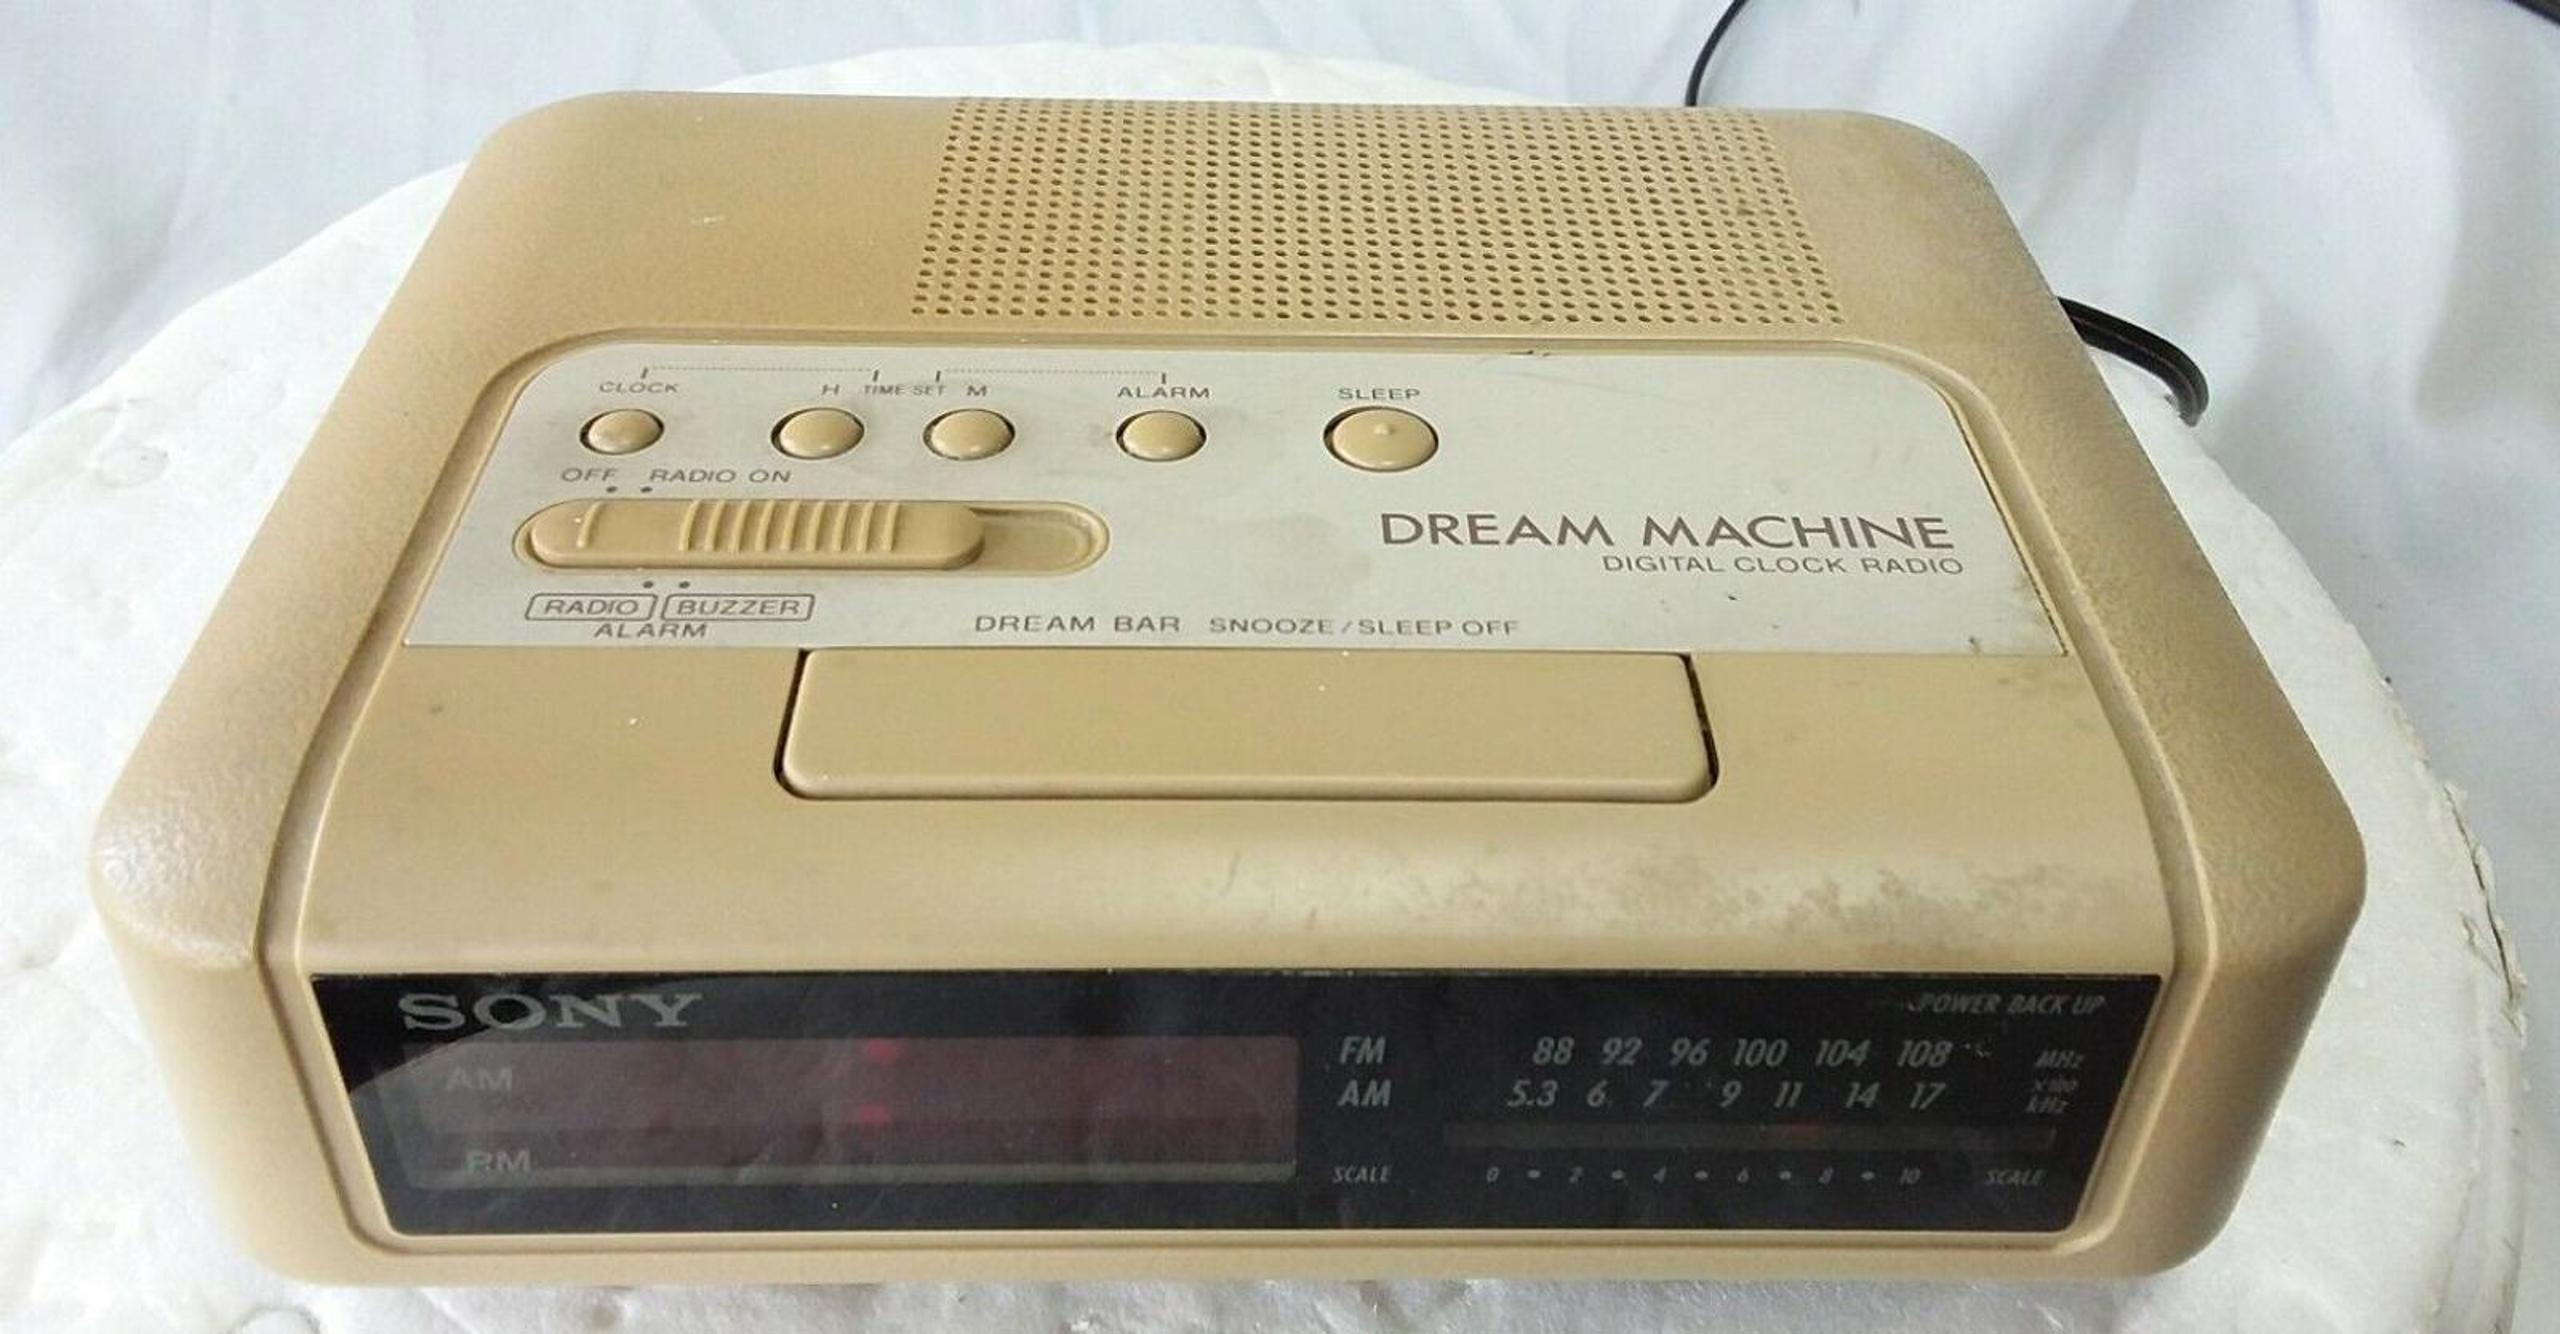 CLOCK H TIME SET M ALARM SLEEP
OFF RADIO ON
DREAM MACHINE
DIGITAL CLOCK RADIO
RADIO BUZZER
ALARM
DREAM BAR SNOOZE/SLEEP OFF
SONY
POWER BACK UP
AM
PM
FM 88 92 96 100 104 108 MHz
AM 5.3 6 7 9 11 14 17 x100 kHz
SCALE 0 2 4 6 8 10 SCALE